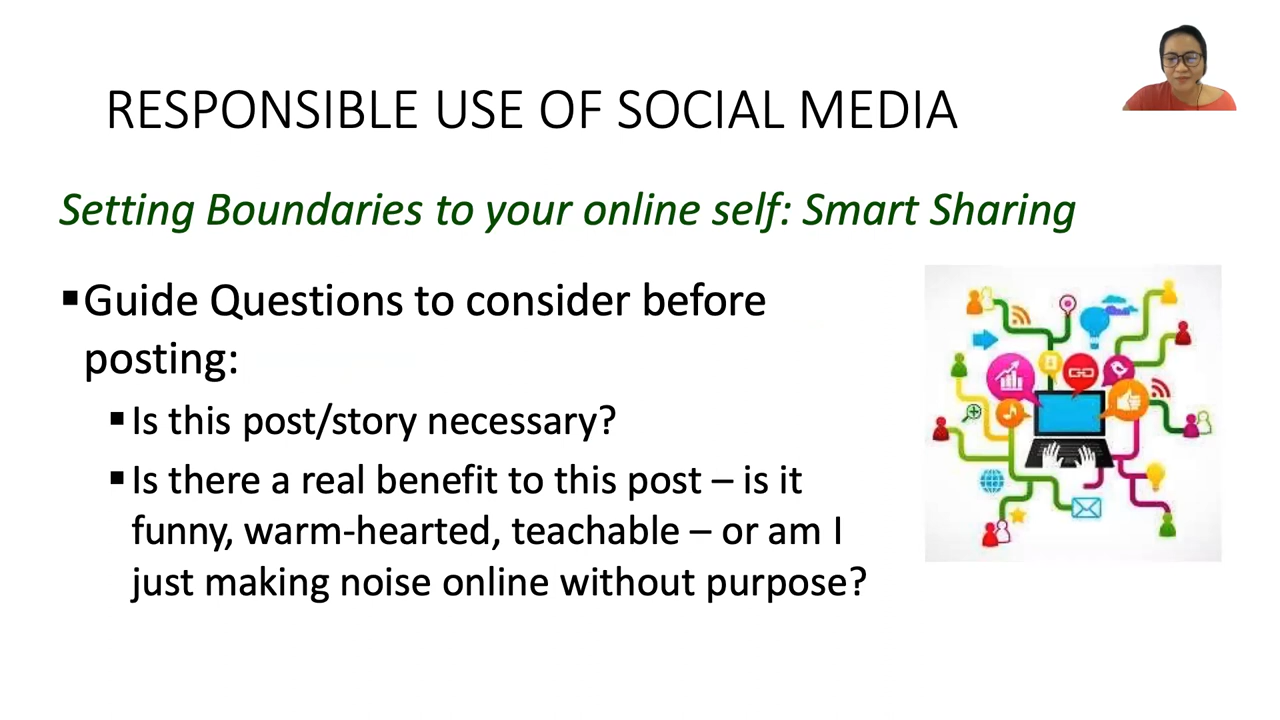 RESPONSIBLE USE OF SOCIAL MEDIA
Setting Boundaries to your online self: Smart Sharing
▪Guide Questions to consider before
posting:
▪Is this post/story necessary?
▪Is there a real benefit to this post – is it
funny, warm-hearted, teachable – or am I
just making noise online without purpose?